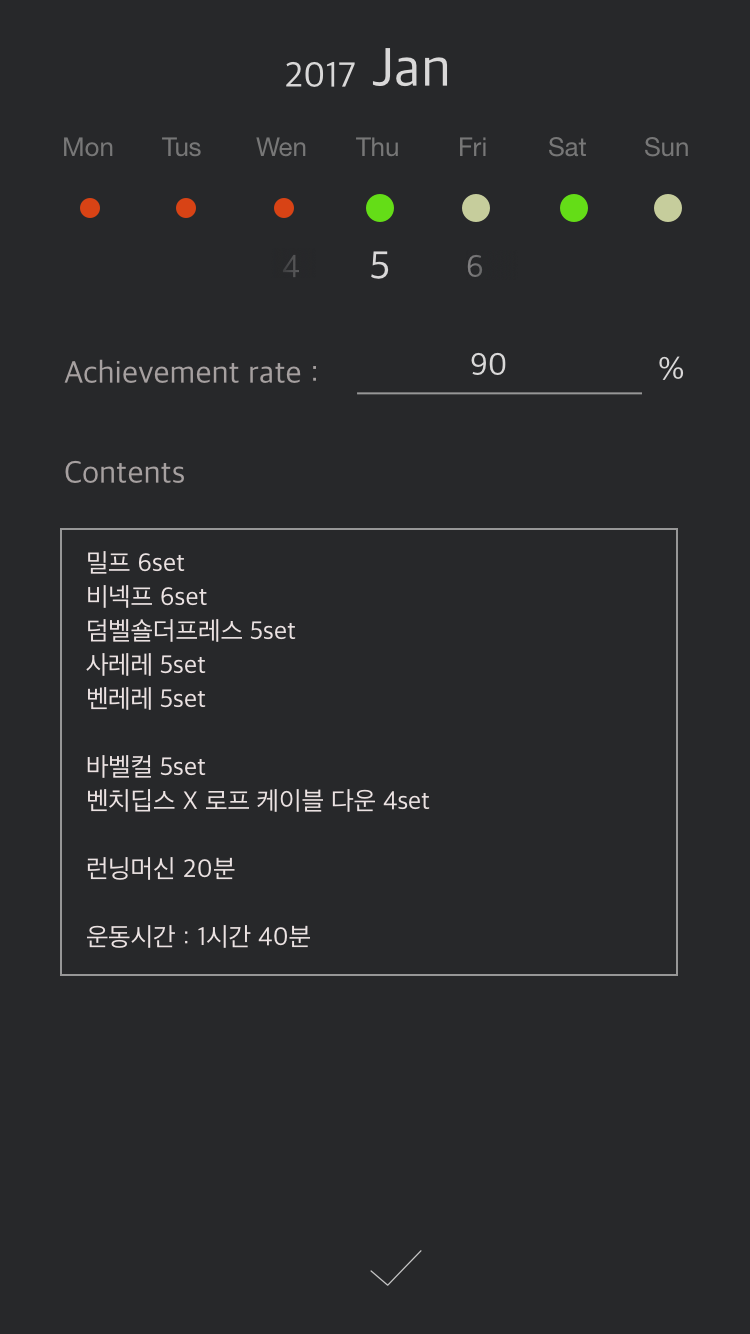 2017 Jan
Mon Tus Wen Thu Fri Sat Sun
4 5 6
Achievement rate : 90 %
Contents
밀프 6set
비넥프 6set
덤벨숄더프레스 5set
사레레 5set
벤레레 5set
바벨컬 5set
벤치딥스 X 로프 케이블 다운 4set
런닝머신 20분
운동시간 : 1시간 40분